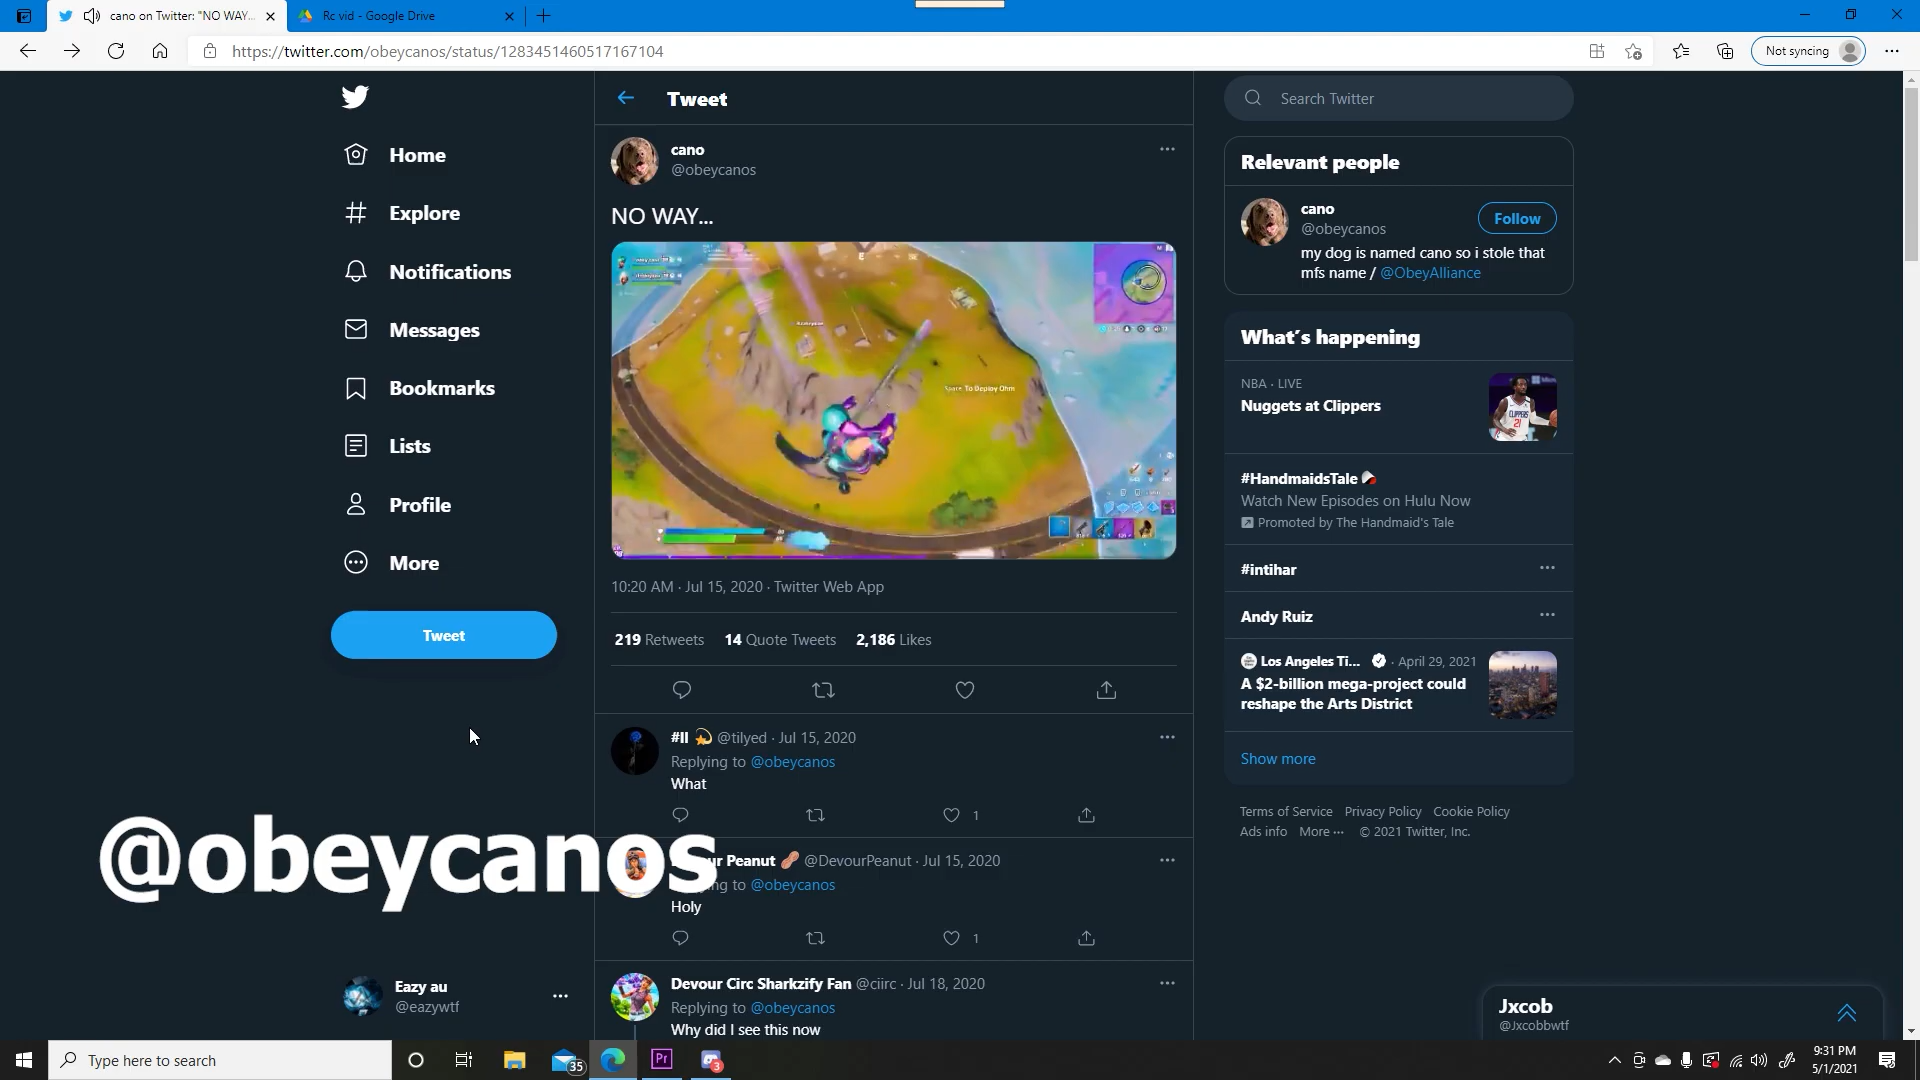 cano on Twitter: "NO WAY...
Rc vid - Google Drive
https://twitter.com/obeycanos/status/1283451460517167104
Not syncing
Home
Explore
Notifications
Messages
Bookmarks
Lists
Profile
More
Tweet
Eazy au
@eazywtf
Tweet
cano
@obeycanos
NO WAY...
Space To Deploy Ohm
10:20 AM · Jul 15, 2020 · Twitter Web App
219 Retweets 14 Quote Tweets 2,186 Likes
#II @tilyed · Jul 15, 2020
Replying to @obeycanos
What
1
ur Peanut @DevourPeanut · Jul 15, 2020
ng to @obeycanos
Holy
1
Devour Circ Sharkzify Fan @ciirc · Jul 18, 2020
Replying to @obeycanos
Why did I see this now
@obeycanos
Search Twitter
Relevant people
cano
@obeycanos
Follow
my dog is named cano so i stole that
mfs name / @ObeyAlliance
What's happening
NBA · LIVE
Nuggets at Clippers
#HandmaidsTale
Watch New Episodes on Hulu Now
Promoted by The Handmaid's Tale
#intihar
Andy Ruiz
Los Angeles Ti... · April 29, 2021
A $2-billion mega-project could
reshape the Arts District
Show more
Terms of Service Privacy Policy Cookie Policy
Ads info More ··· © 2021 Twitter, Inc.
Jxcob
@Jxcobbwtf
Type here to search
35
Pr
3
9:31 PM
5/1/2021